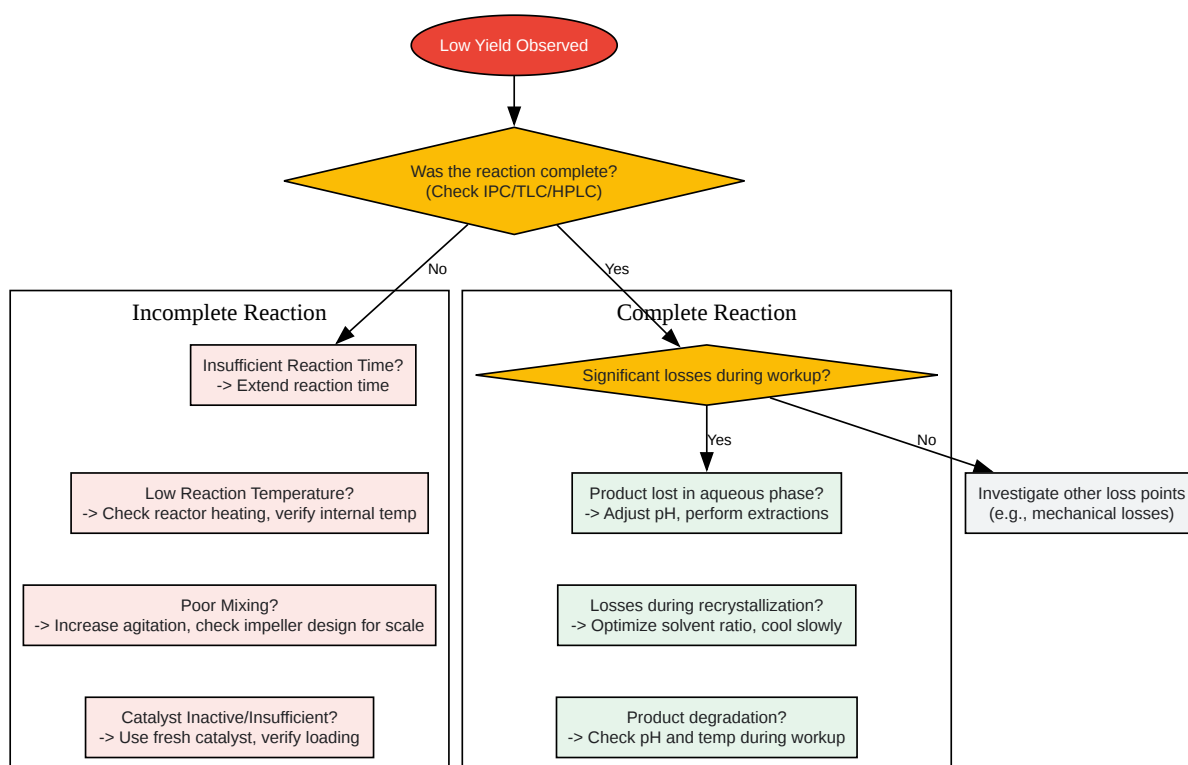 Low Yield Observed
Was the reaction complete?
(Check IPC/TLC/HPLC)
No
Yes
Incomplete Reaction
Insufficient Reaction Time?
-> Extend reaction time
Low Reaction Temperature?
-> Check reactor heating, verify internal temp
Poor Mixing?
-> Increase agitation, check impeller design for scale
Catalyst Inactive/Insufficient?
-> Use fresh catalyst, verify loading
Complete Reaction
Significant losses during workup?
Yes
No
Product lost in aqueous phase?
-> Adjust pH, perform extractions
Investigate other loss points
(e.g., mechanical losses)
Losses during recrystallization?
-> Optimize solvent ratio, cool slowly
Product degradation?
-> Check pH and temp during workup